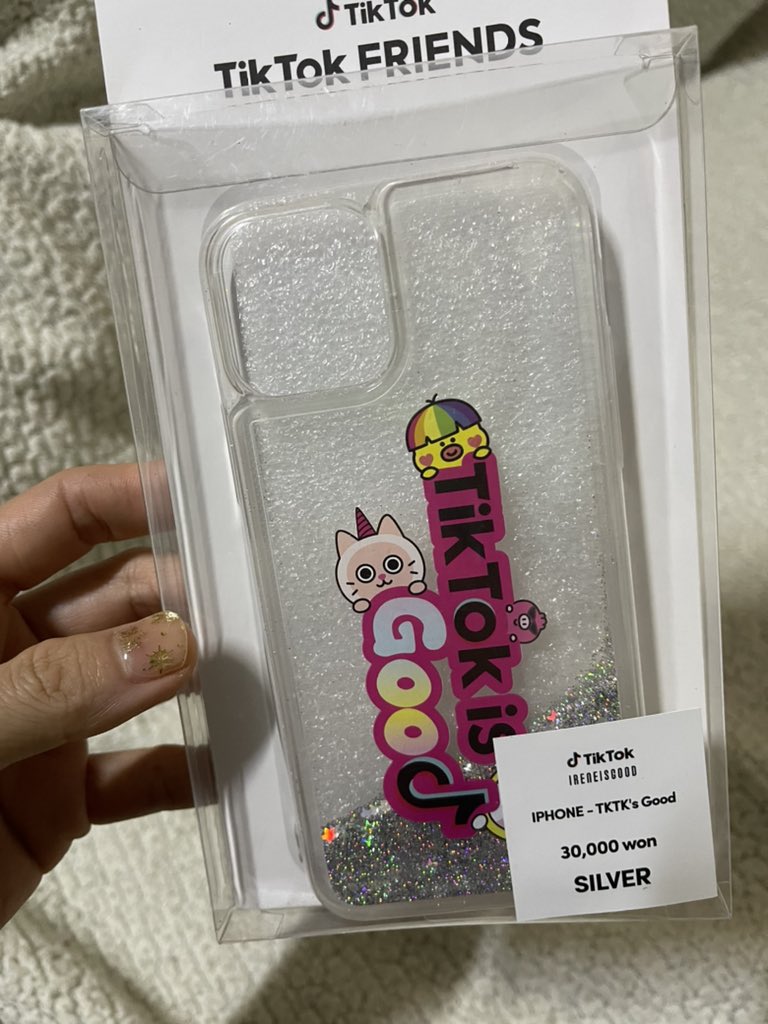 TikTok
TikTok FRIENDS
TikTok is
Good
TikTok
IRENEISGOOD
IPHONE - TKTK's Good
30,000 won
SILVER